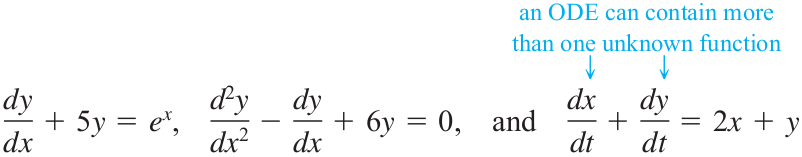 an ODE can contain more
than one unknown function
↓ ↓
dy/dx + 5y = eˣ, d²y/dx² − dy/dx + 6y = 0, and dx/dt + dy/dt = 2x + y